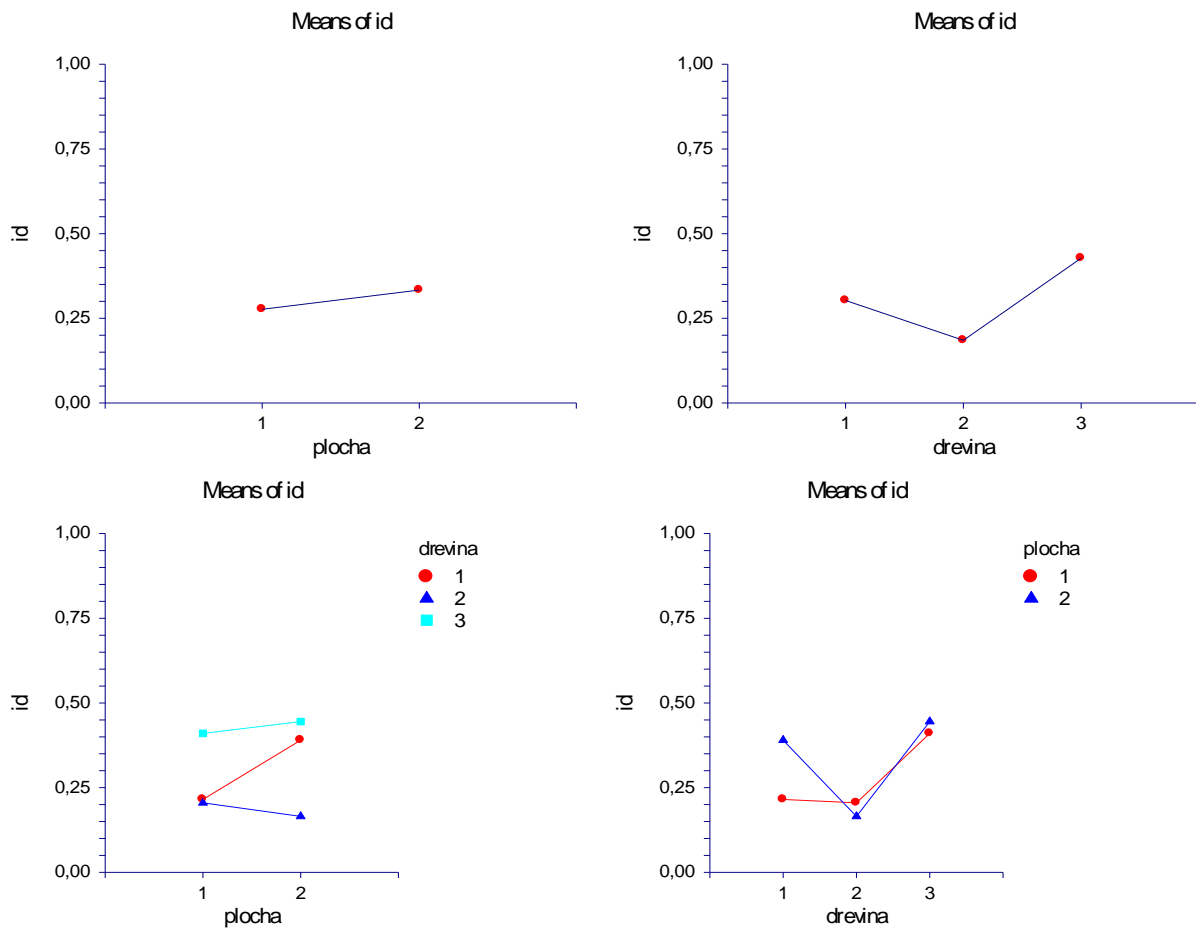 Means of id
1,00
0,75
0,50
0,25
0,00
id
1 2
plocha
Means of id
1,00
0,75
0,50
0,25
0,00
id
1 2 3
drevina
Means of id
1,00
0,75
0,50
0,25
0,00
id
1 2
plocha
drevina
1
2
3
Means of id
1,00
0,75
0,50
0,25
0,00
id
1 2 3
drevina
plocha
1
2